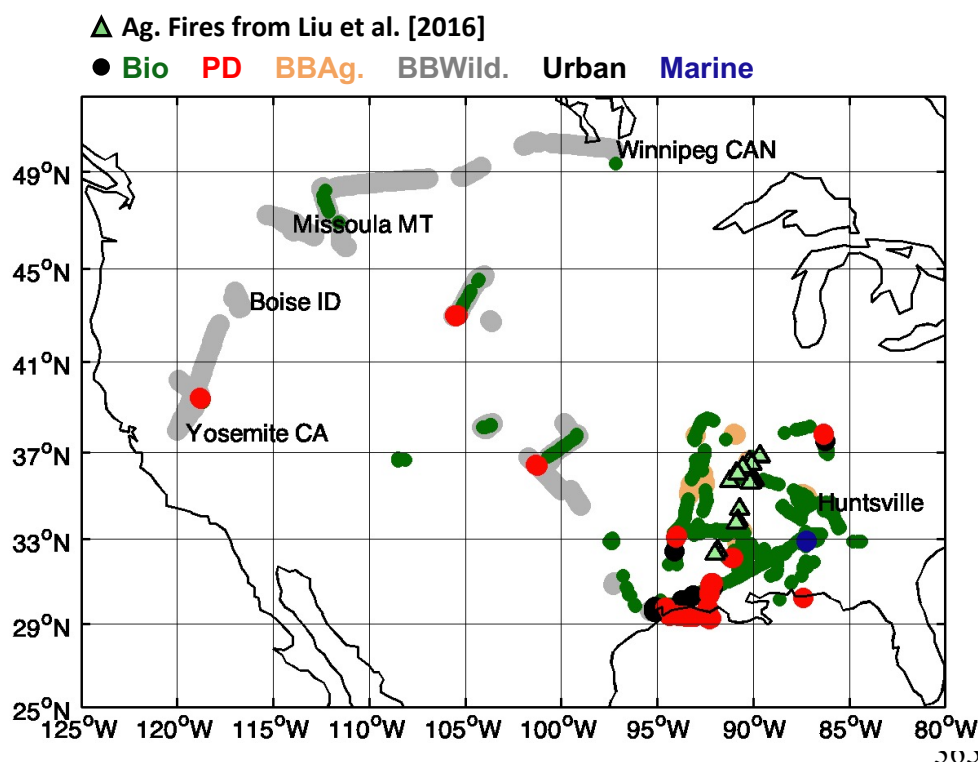 Ag. Fires from Liu et al. [2016]
Bio PD BBAg. BBWild. Urban Marine
Winnipeg CAN
49°N
Missoula MT
45°N
Boise ID
41°N
Yosemite CA
37°N
Huntsville
33°N
29°N
25°N
125°W 120°W 115°W 110°W 105°W 100°W 95°W 90°W 85°W 80°W